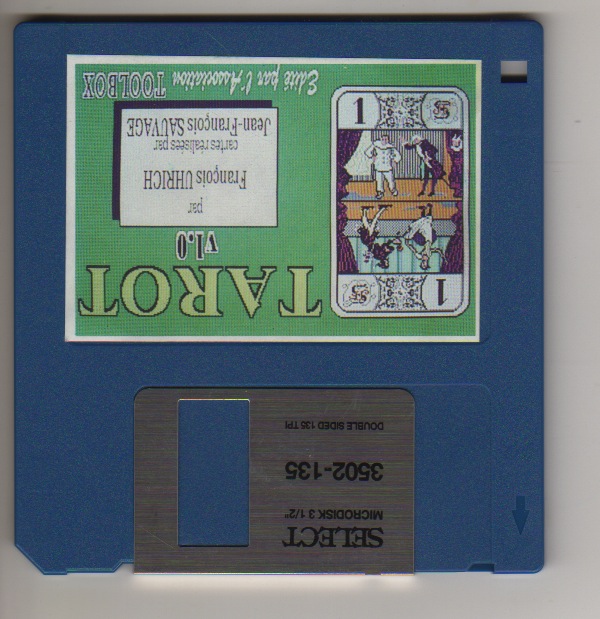 TAROT
v1.0
par
François UHRICH
cartes réalisées par
Jean-François SAUVAGE
Edité par l'Association
TOOLBOX
1
1
SELECT
MICRODISK 3 1/2"
3502-135
DOUBLE SIDED 135 TPI